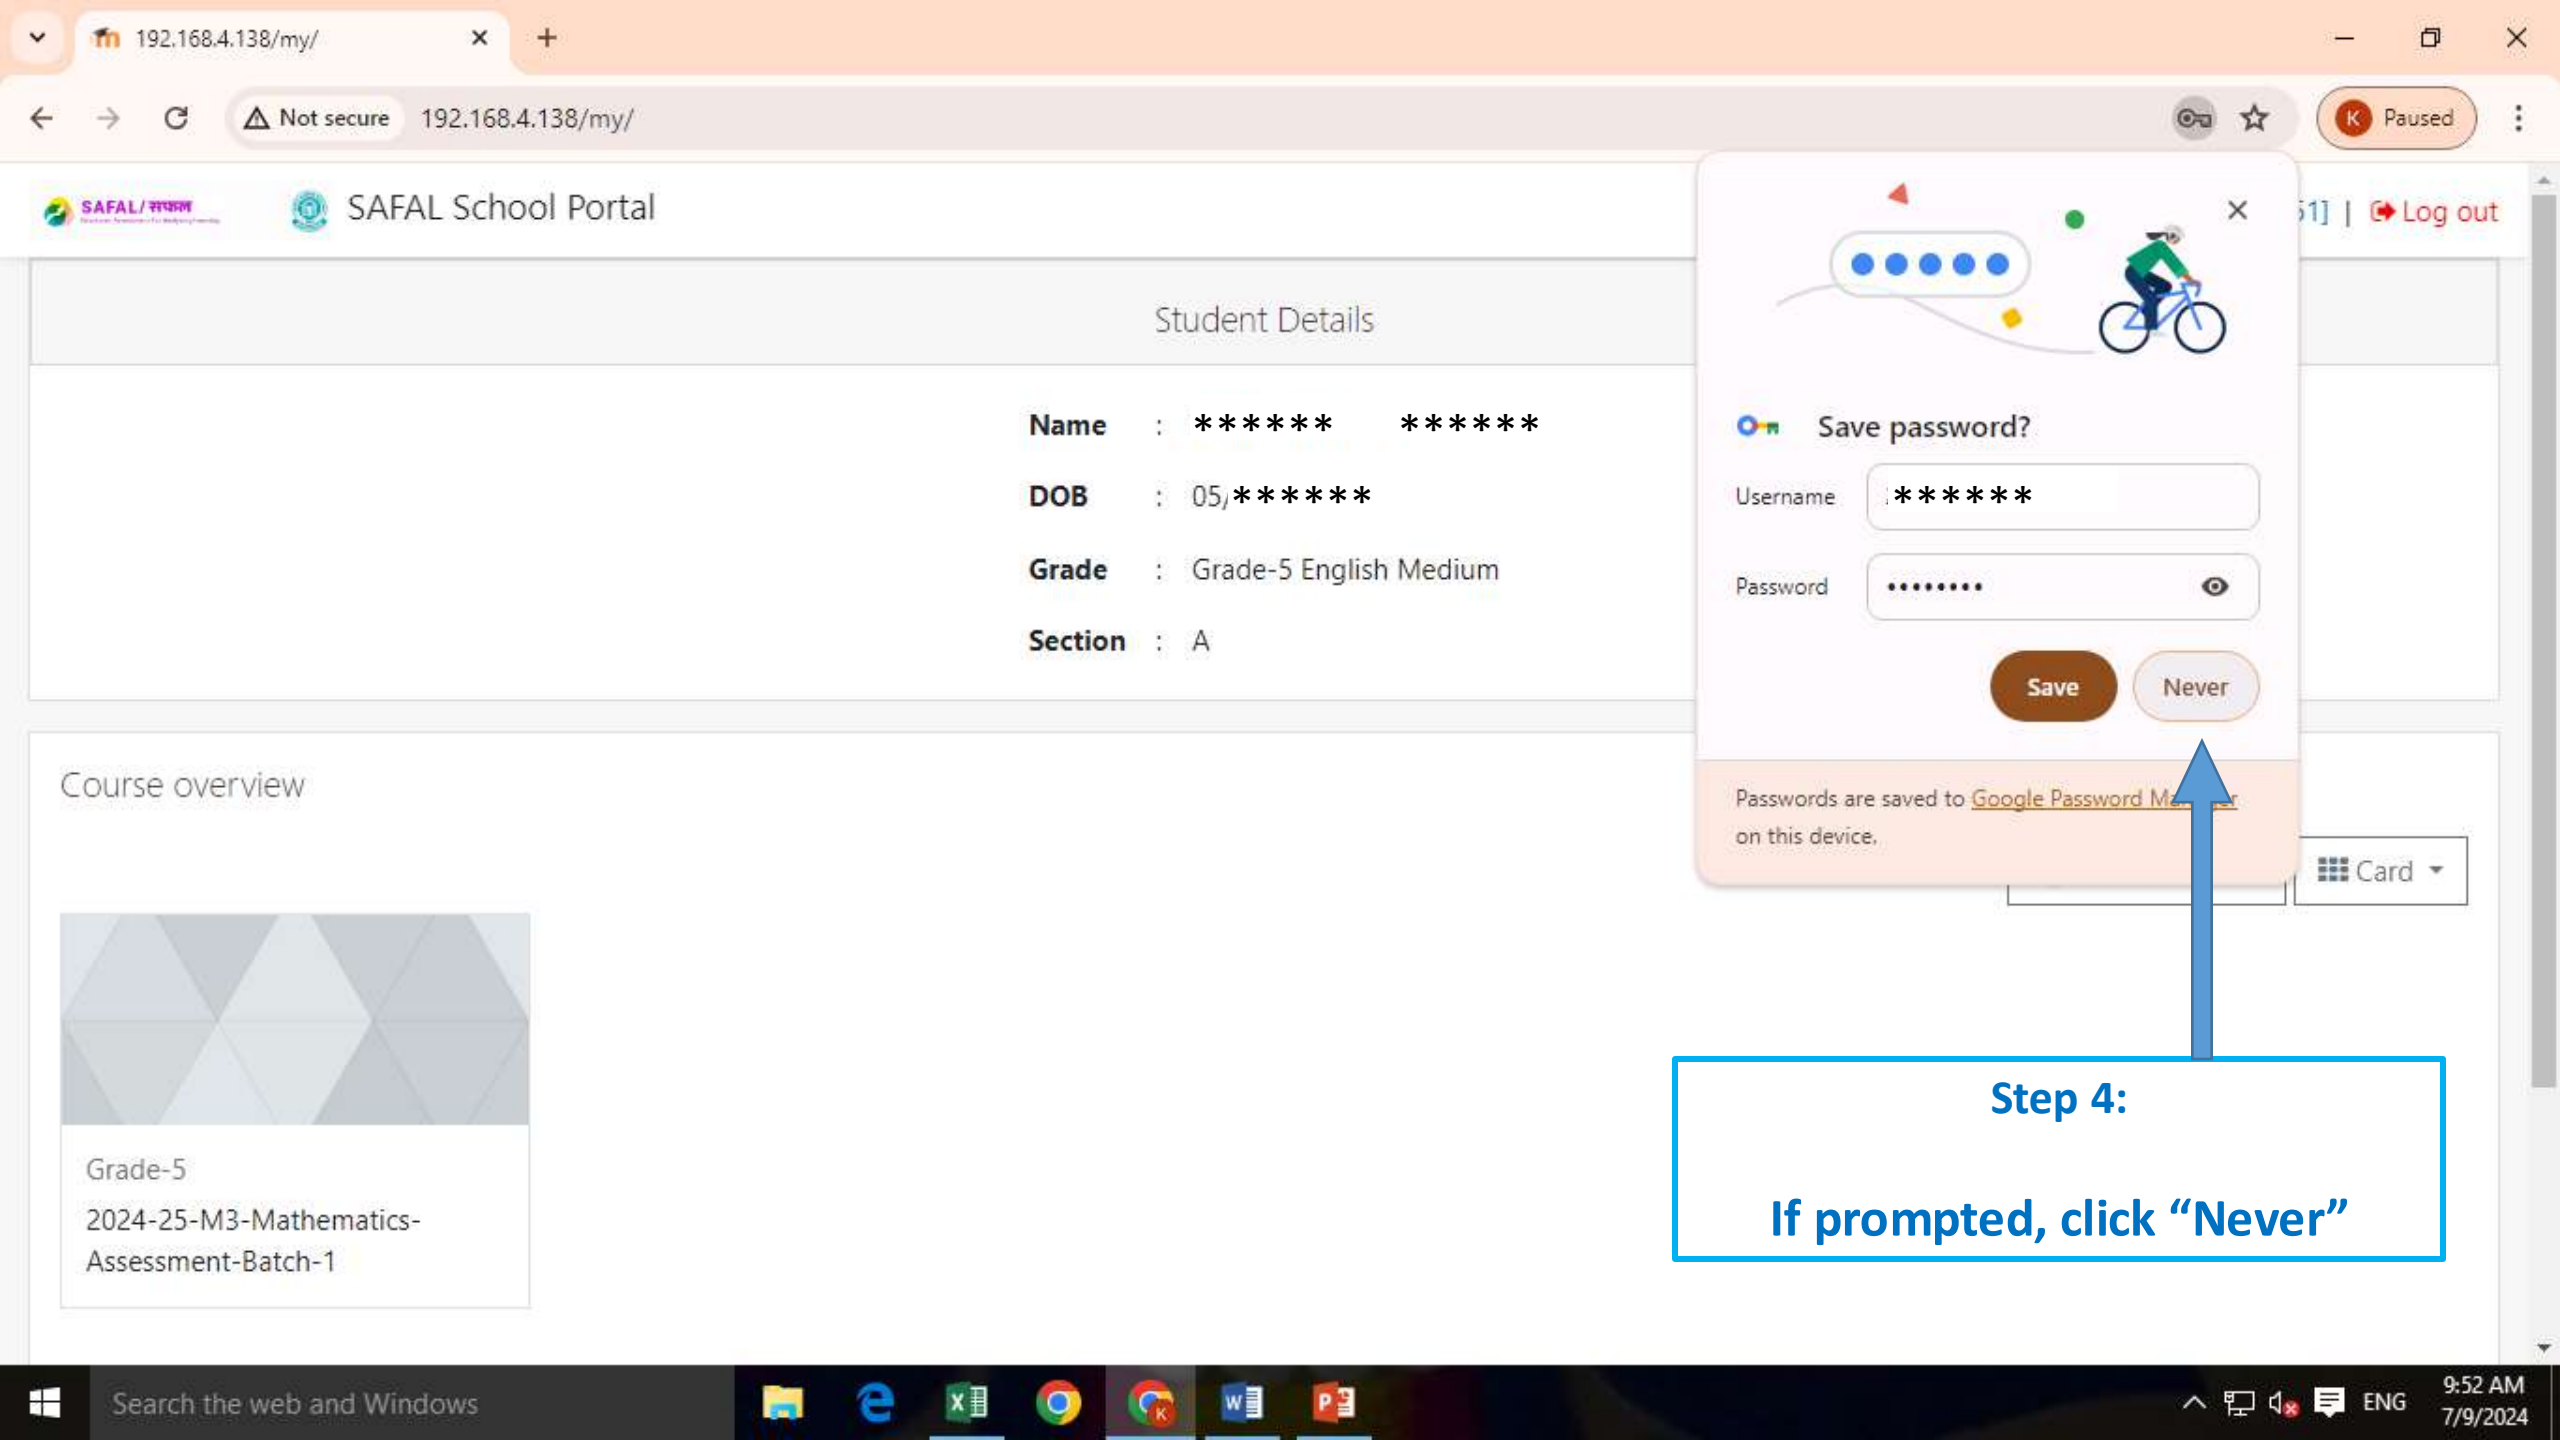 192.168.4.138/my/
Not secure 192.168.4.138/my/
K Paused
SAFAL/सफल
SAFAL School Portal
51] | Log out
Student Details
Name : ****** ******
DOB : 05/******
Grade : Grade-5 English Medium
Section : A
Save password?
Username ******
Password ••••••••
Save Never
Passwords are saved to Google Password
on this device.
Course overview
Card
Grade-5
2024-25-M3-Mathematics-
Assessment-Batch-1
Step 4:
If prompted, click “Never”
Search the web and Windows
ENG
9:52 AM
7/9/2024